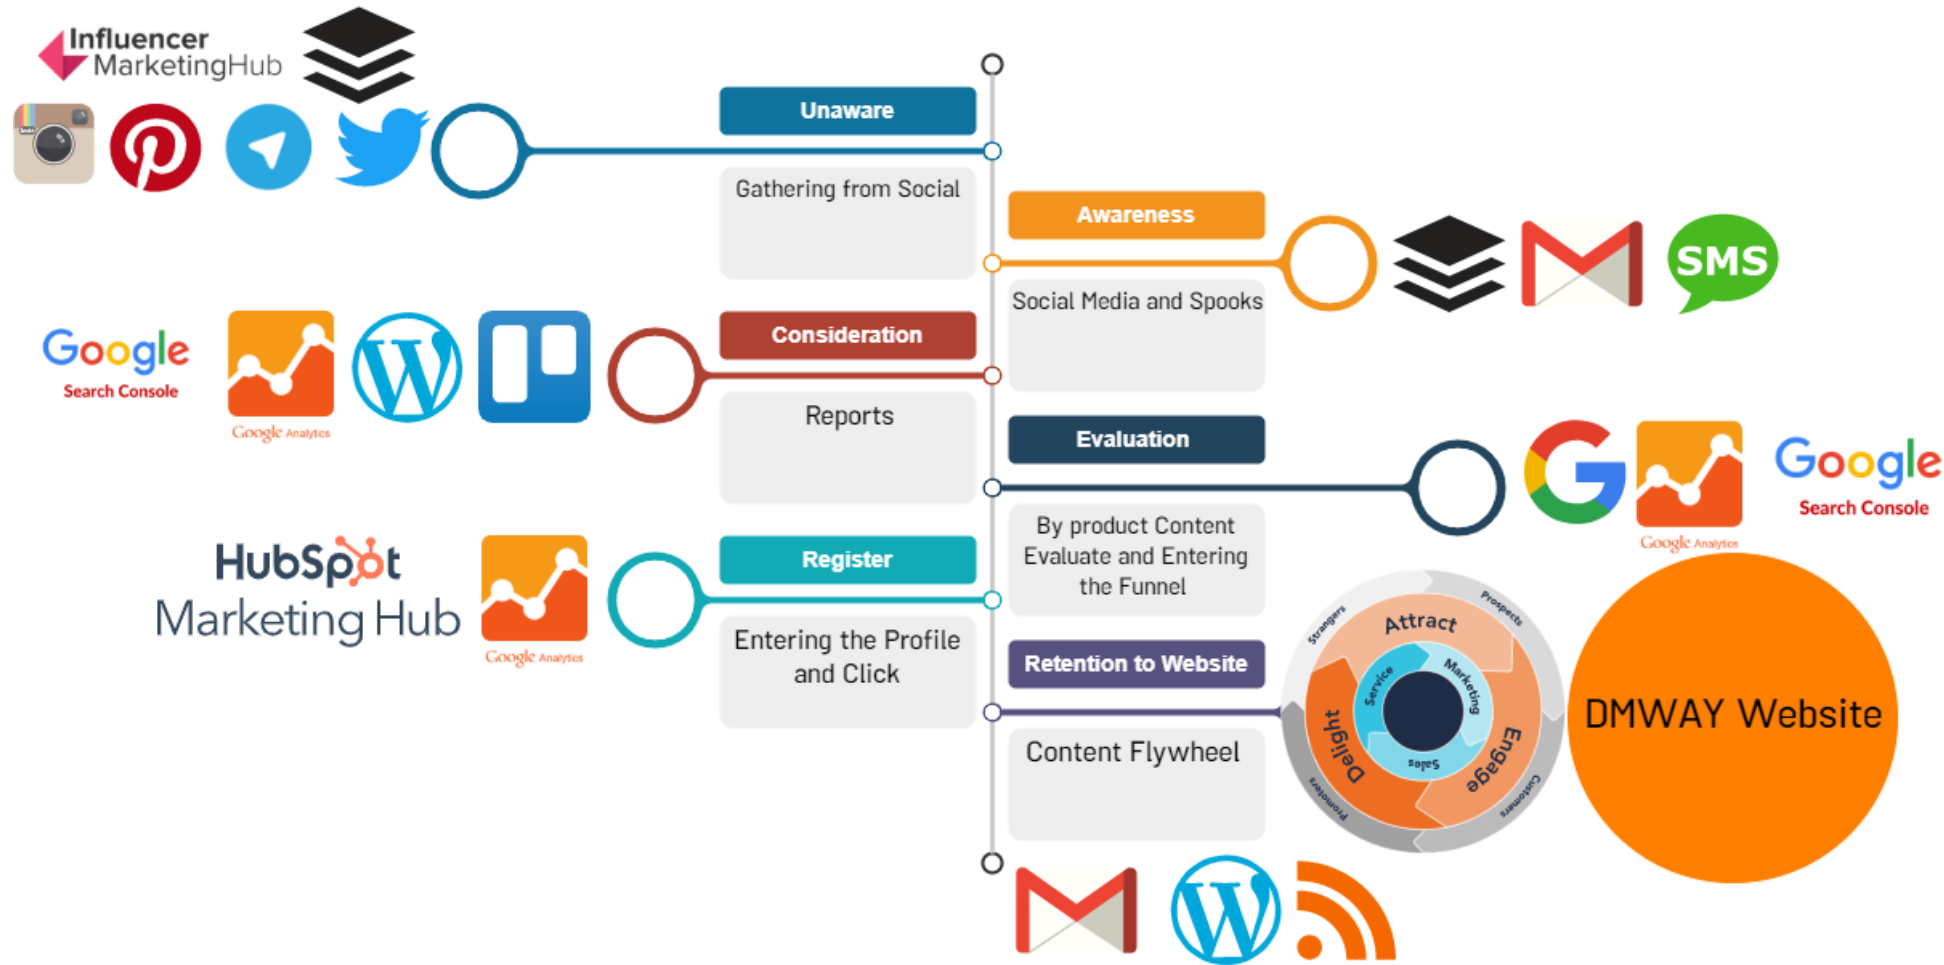 Influencer
MarketingHub
Unaware
Gathering from Social
Awareness
SMS
Social Media and Spooks
Google
Search Console
Google Analytics
Consideration
Reports
Evaluation
Google Analytics
Google
Search Console
By product Content
Evaluate and Entering
the Funnel
HubSpot
Marketing Hub
Google Analytics
Register
Entering the Profile
and Click
Retention to Website
Content Flywheel
Strangers
Prospects
Customers
Promoters
Attract
Engage
Delight
Marketing
Sales
Service
DMWAY Website